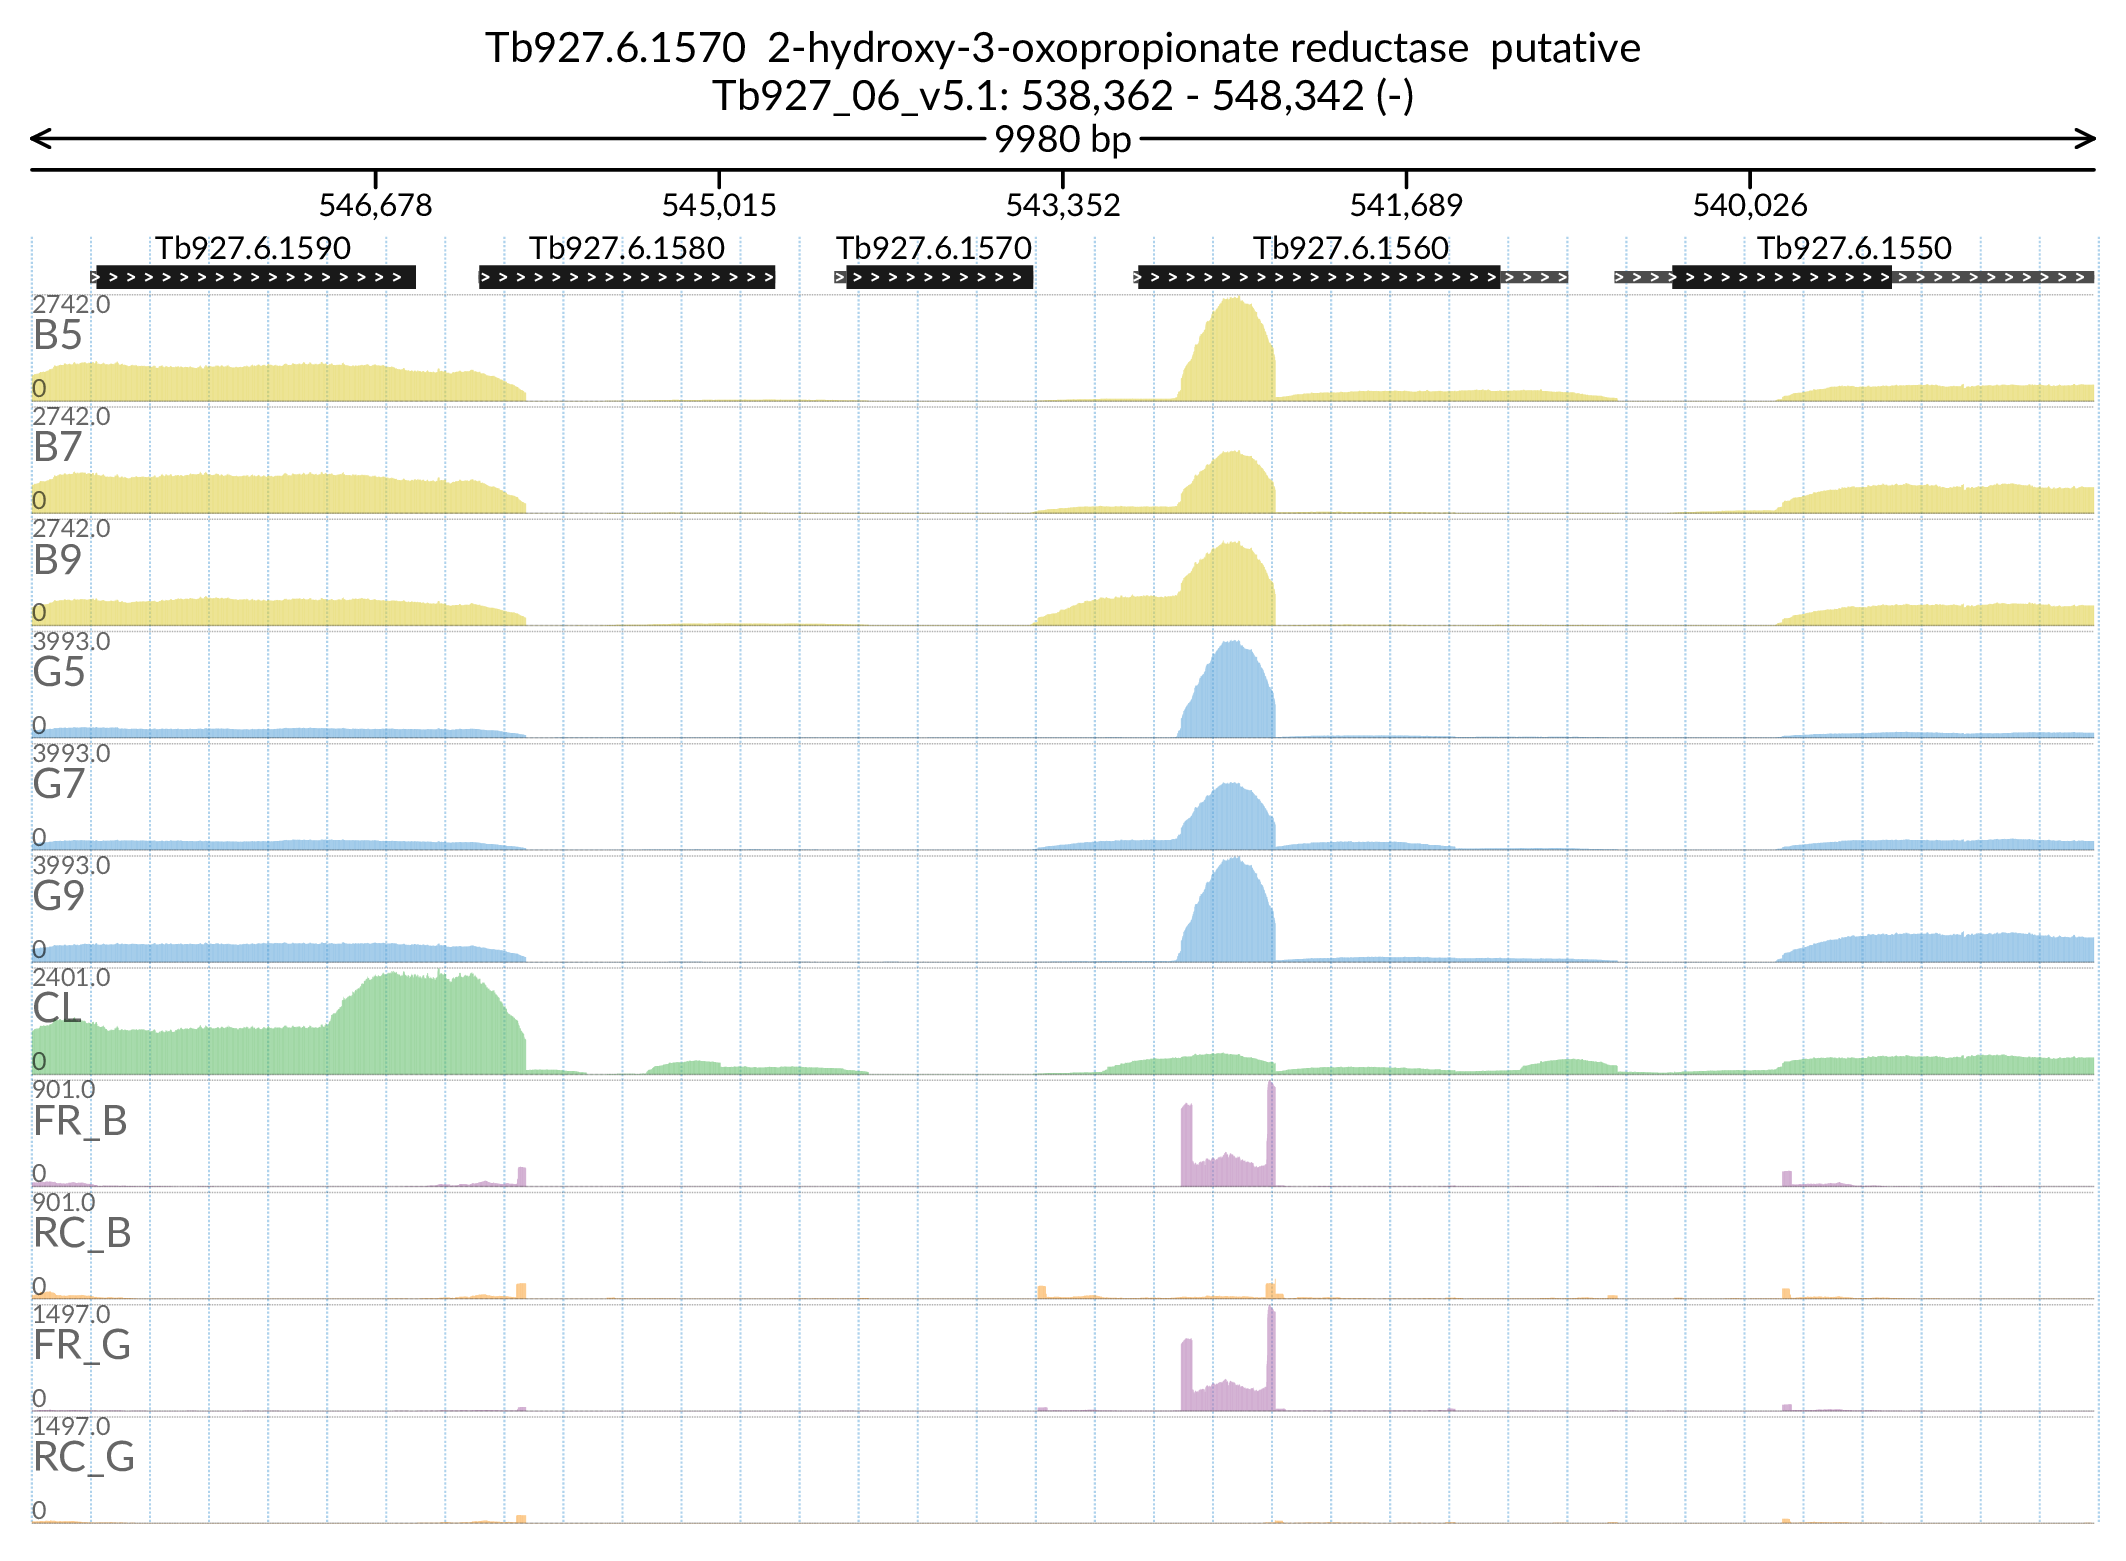 Tb927.6.1570  2-hydroxy-3-oxopropionate reductase  putative
Tb927_06_v5.1: 538,362 - 548,342 (-)
9980 bp
546,678 545,015 543,352 541,689 540,026
Tb927.6.1590 Tb927.6.1580 Tb927.6.1570 Tb927.6.1560 Tb927.6.1550
2742.0
B5
0
2742.0
B7
0
2742.0
B9
0
3993.0
G5
0
3993.0
G7
0
3993.0
G9
0
2401.0
CL
0
901.0
FR_B
0
901.0
RC_B
0
1497.0
FR_G
0
1497.0
RC_G
0